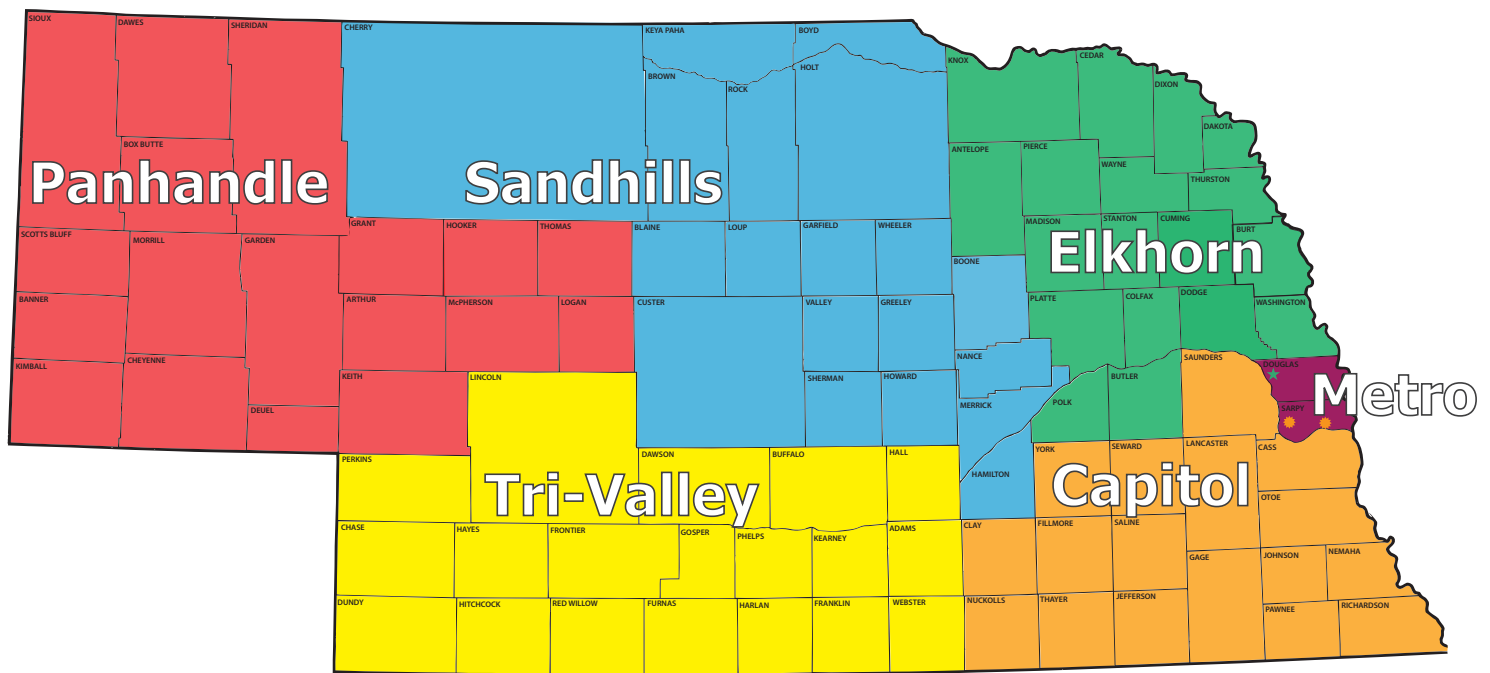 SIOUX
DAWES
SHERIDAN
CHERRY
KEYA PAHA
BOYD
KNOX
CEDAR
HOLT
BROWN
ROCK
DIXON
DAKOTA
BOX BUTTE
ANTELOPE
PIERCE
WAYNE
THURSTON
Panhandle
Sandhills
SCOTTS BLUFF
MORRILL
GARDEN
GRANT
HOOKER
THOMAS
BLAINE
LOUP
GARFIELD
WHEELER
MADISON
STANTON
CUMING
BURT
Elkhorn
BOONE
BANNER
ARTHUR
McPHERSON
LOGAN
CUSTER
VALLEY
GREELEY
PLATTE
COLFAX
DODGE
WASHINGTON
KIMBALL
CHEYENNE
NANCE
SAUNDERS
DOUGLAS
KEITH
LINCOLN
SHERMAN
HOWARD
BUTLER
Metro
DEUEL
MERRICK
POLK
SARPY
PERKINS
DAWSON
BUFFALO
HALL
YORK
SEWARD
LANCASTER
CASS
HAMILTON
Tri-Valley
Capitol
OTOE
CHASE
HAYES
FRONTIER
GOSPER
PHELPS
KEARNEY
ADAMS
CLAY
FILLMORE
SALINE
GAGE
JOHNSON
NEMAHA
DUNDY
HITCHCOCK
RED WILLOW
FURNAS
HARLAN
FRANKLIN
WEBSTER
NUCKOLLS
THAYER
JEFFERSON
PAWNEE
RICHARDSON